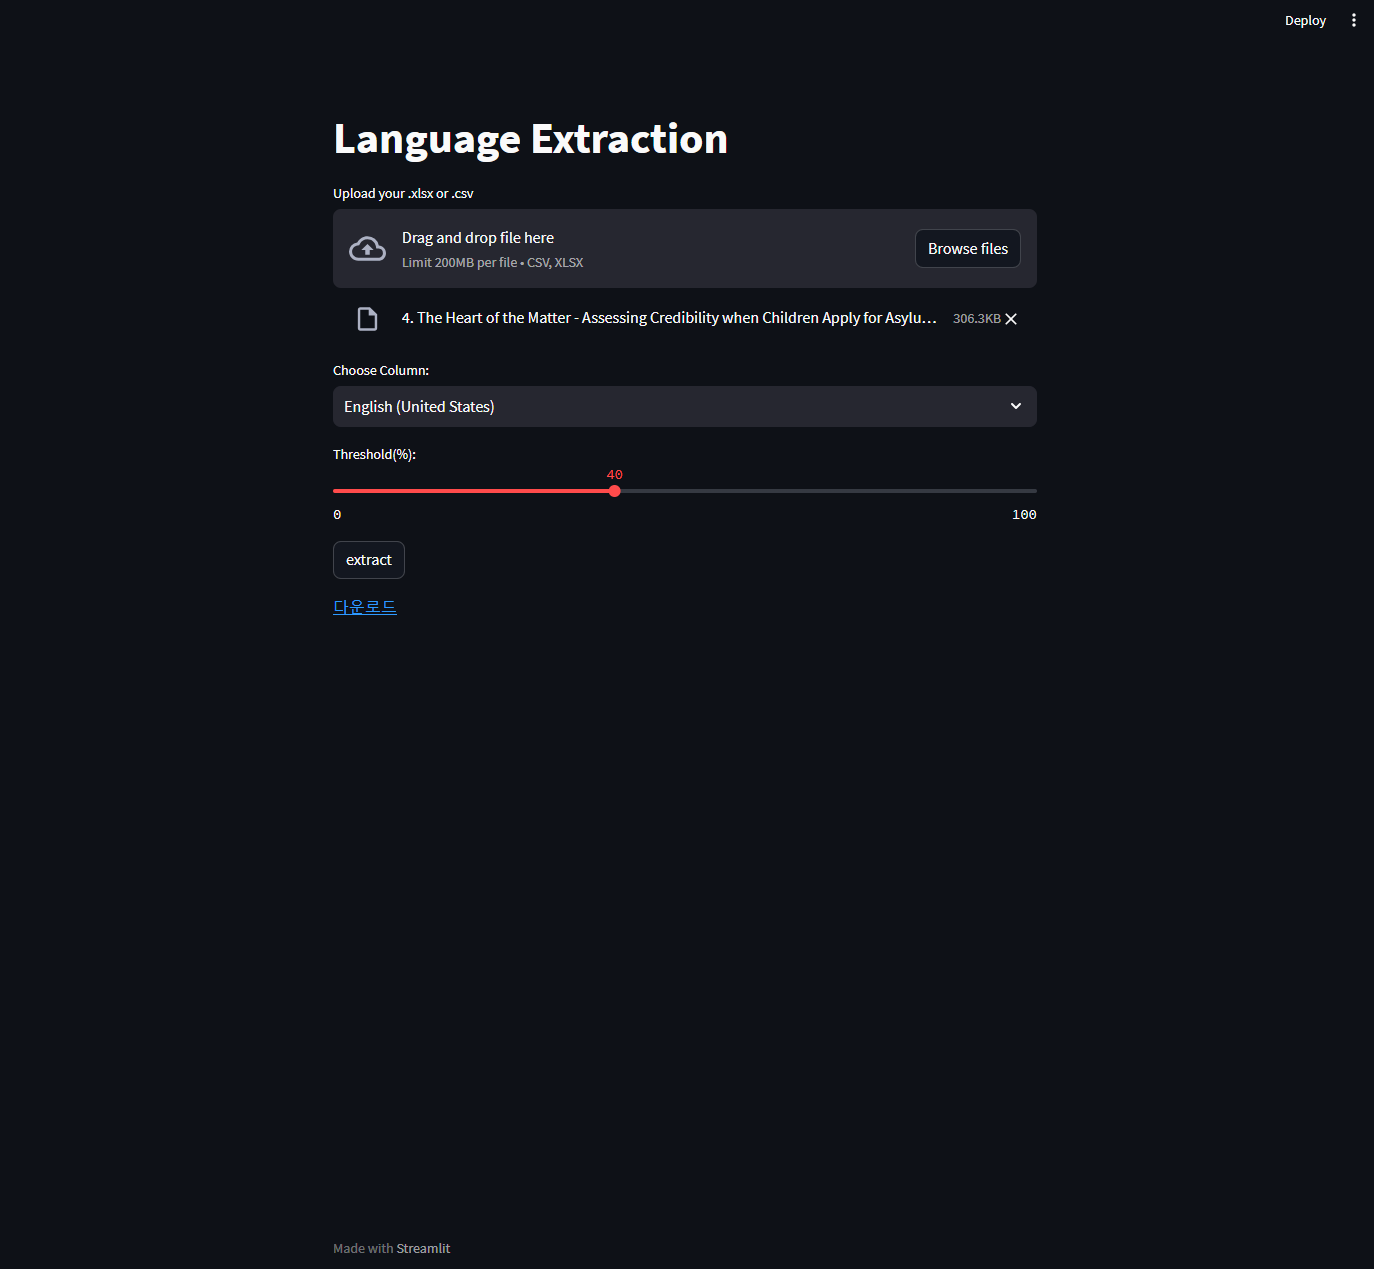 Deploy
Language Extraction
Upload your .xlsx or .csv
Drag and drop file here
Limit 200MB per file • CSV, XLSX
Browse files
4. The Heart of the Matter - Assessing Credibility when Children Apply for Asylu…
306.3KB
Choose Column:
English (United States)
Threshold(%):
40
0
100
extract
다운로드
Made with Streamlit